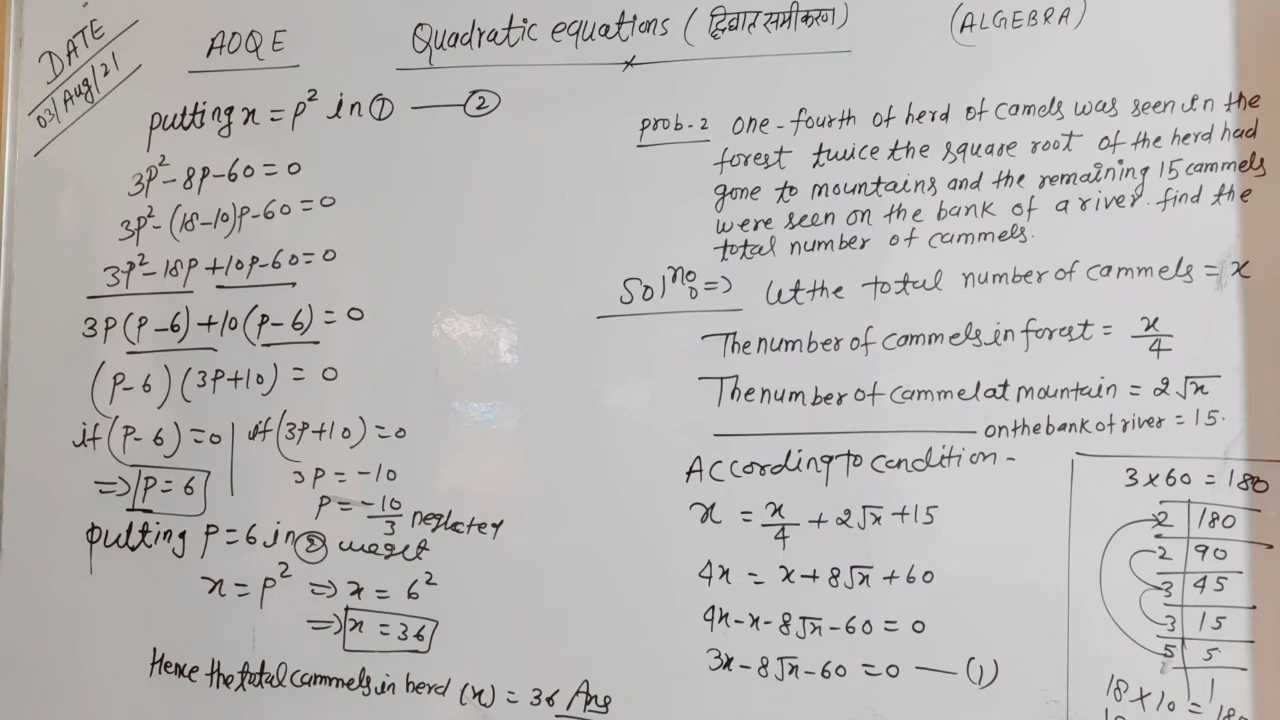 DATE
03/Aug/21
AOQE
Quadratic equations (द्विघात समीकरण)
(ALGEBRA)
putting x = p² in ① —— ②
3p² - 8p - 60 = 0
3p² - (18-10)p - 60 = 0
3p² - 18p + 10p - 60 = 0
3p(p-6) + 10(p-6) = 0
(p-6)(3p+10) = 0
if (p-6) = 0 | if (3p+10) = 0
⇒ p = 6
3p = -10
p = -10/3 neglected
putting p = 6 in ② we get
x = p² ⇒ x = 6²
⇒ x = 36
Hence the total cammels in herd (x) = 36 Ans
prob-2 one-fourth of herd of camels was seen in the
forest twice the square root of the herd had
gone to mountains and the remaining 15 cammels
were seen on the bank of a river. find the
total number of cammels.
Solno ⇒ let the total number of cammels = x
The number of cammels in forest = x/4
The number of cammel at mountain = 2√x
on the bank of river = 15.
According to condition -
x = x/4 + 2√x + 15
4x = x + 8√x + 60
4x - x - 8√x - 60 = 0
3x - 8√x - 60 = 0 — (1)
3 × 60 = 180
2 | 180
2 | 90
3 | 45
3 | 15
5 | 5
| 1
18 × 10 = 180